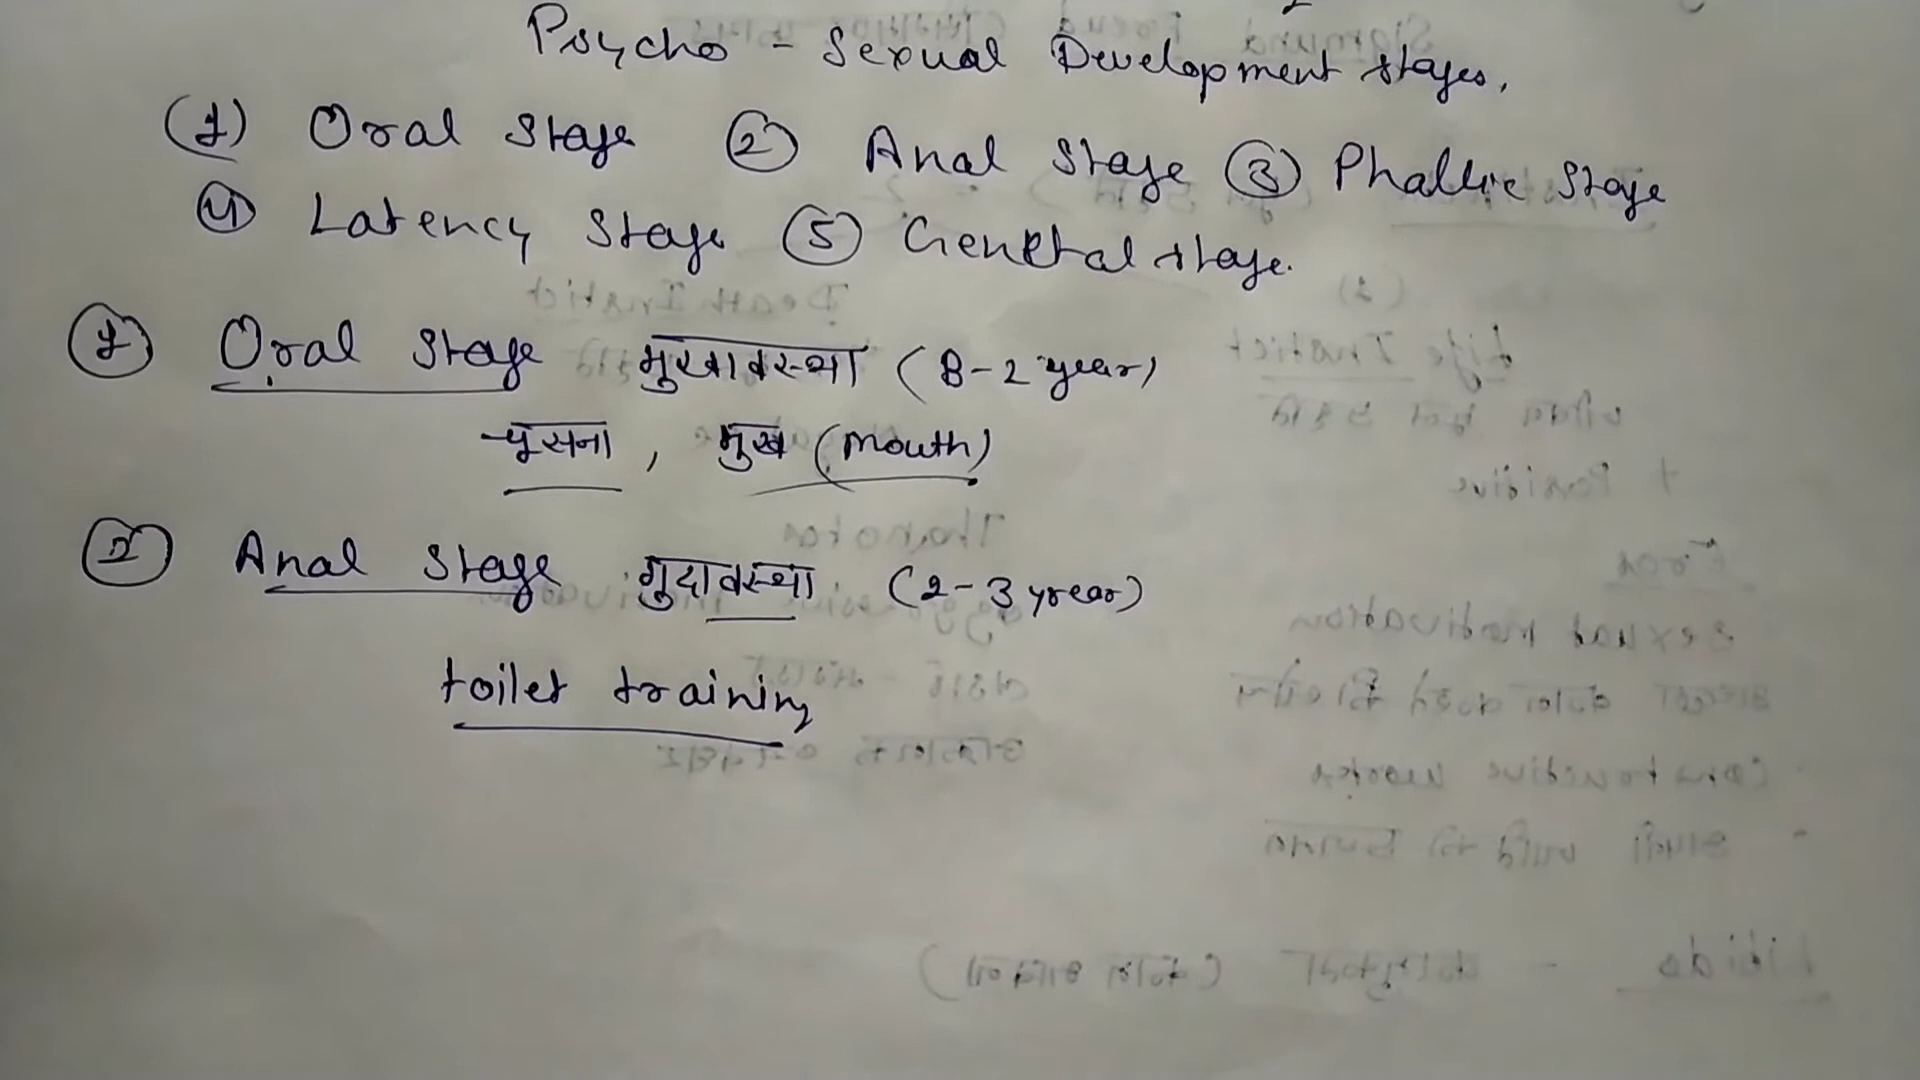 Psycho - Sexual Development stages.
(1) Oral Stage ② Anal Stage ③ Phallic Stage
④ Latency Stage ⑤ Genital stage.
① Oral Stage मुखावस्था (B-2 year)
चूसना, मुख (mouth)
② Anal Stage गुदावस्था (2-3 year)
toilet training